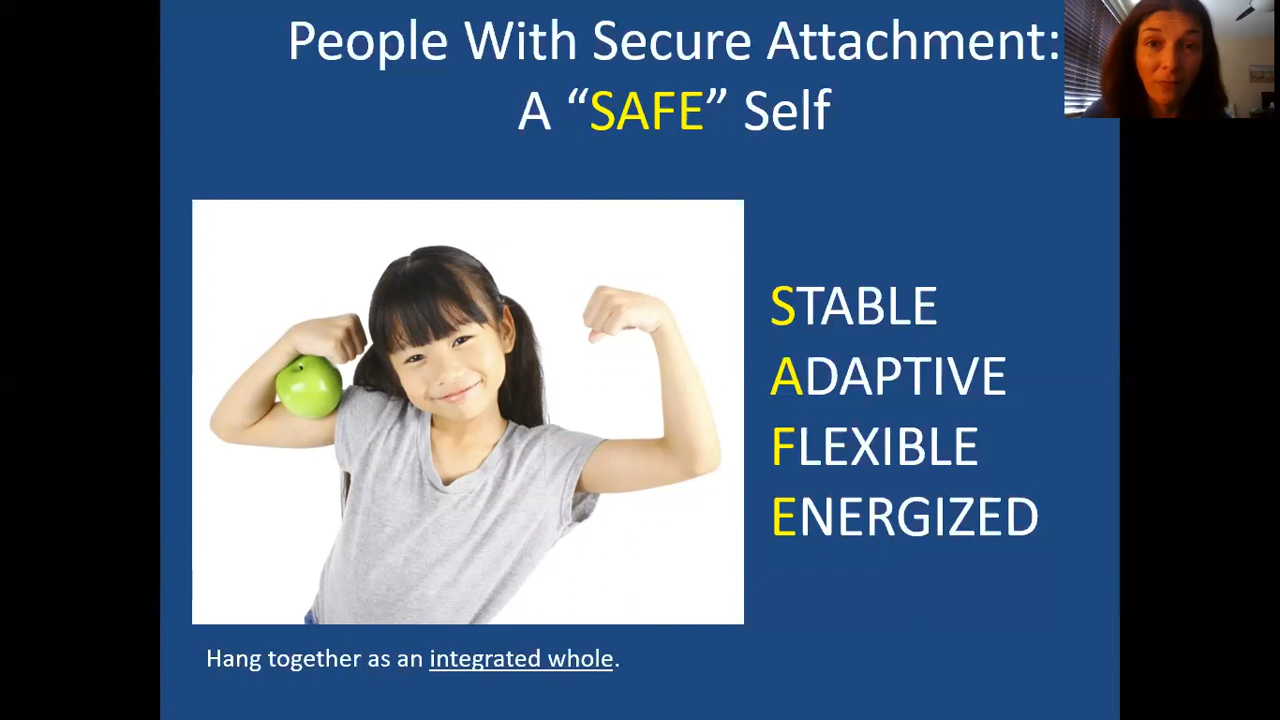 People With Secure Attachment:
A “SAFE” Self
STABLE
ADAPTIVE
FLEXIBLE
ENERGIZED
Hang together as an integrated whole.